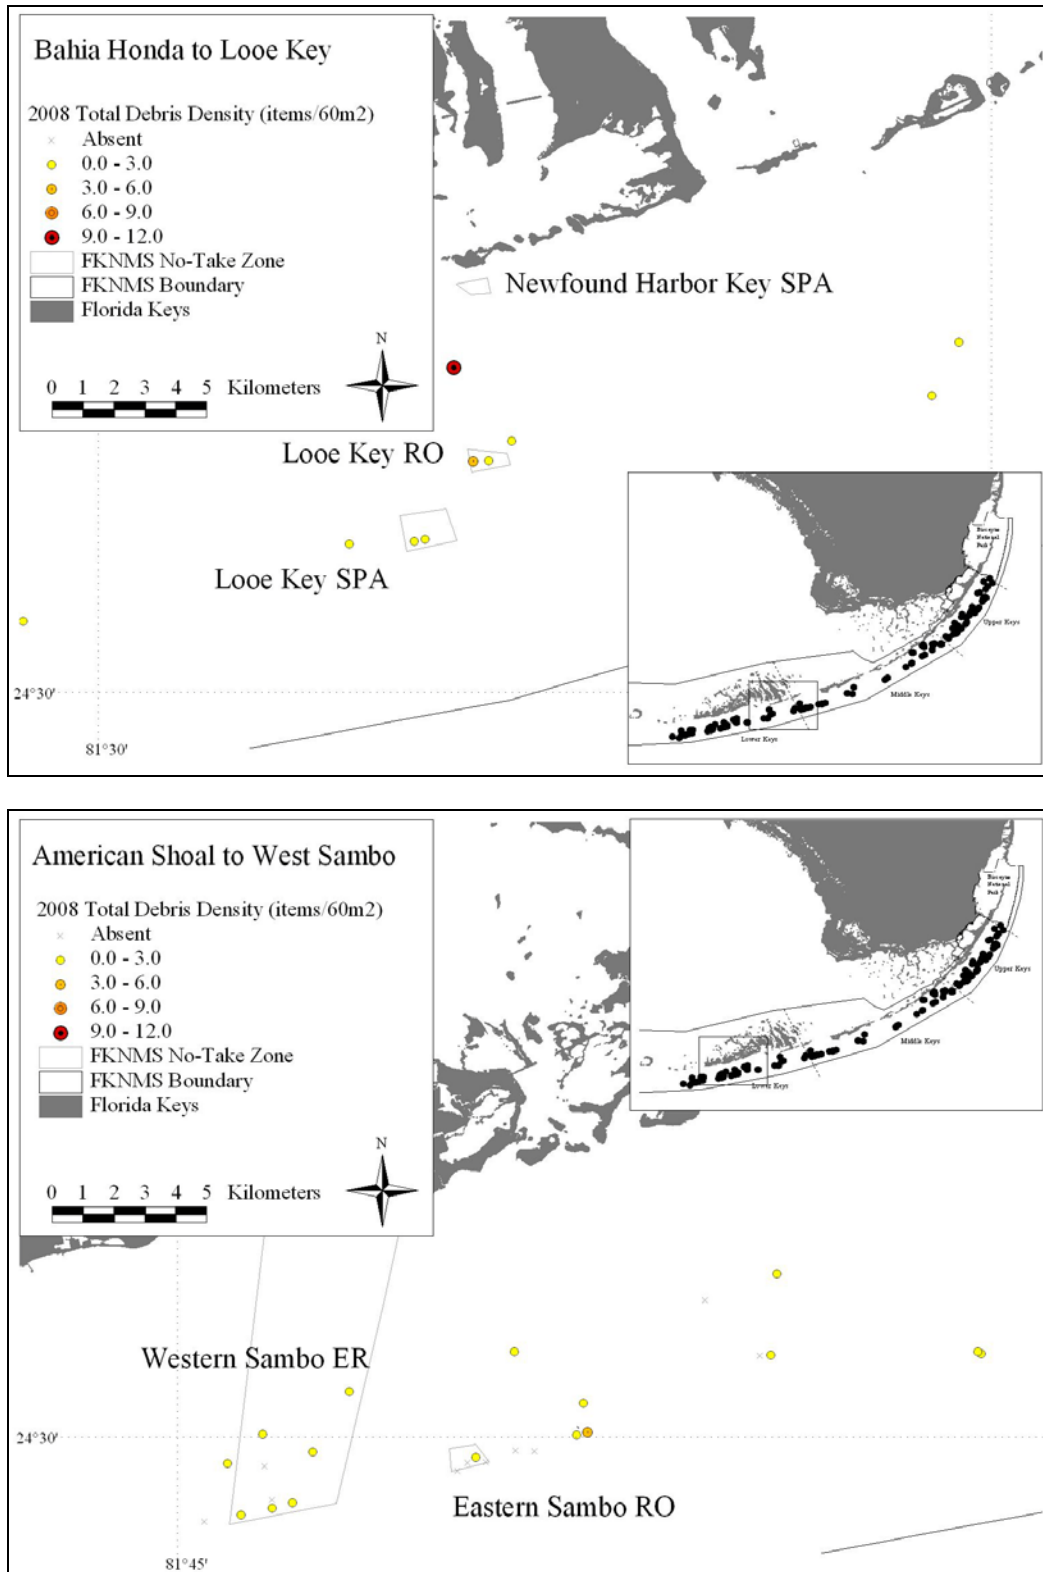 Bahia Honda to Looe Key
2008 Total Debris Density (items/60m2)
Absent
0.0 - 3.0
3.0 - 6.0
6.0 - 9.0
9.0 - 12.0
FKNMS No-Take Zone
FKNMS Boundary
Florida Keys
N
0 1 2 3 4 5 Kilometers
Newfound Harbor Key SPA
Looe Key RO
Looe Key SPA
24°30'
81°30'
Biscayne
National
Park
Upper Keys
Middle Keys
Lower Keys
American Shoal to West Sambo
2008 Total Debris Density (items/60m2)
Absent
0.0 - 3.0
3.0 - 6.0
6.0 - 9.0
9.0 - 12.0
FKNMS No-Take Zone
FKNMS Boundary
Florida Keys
N
0 1 2 3 4 5 Kilometers
Biscayne
National
Park
Upper Keys
Middle Keys
Lower Keys
Western Sambo ER
24°30'
Eastern Sambo RO
81°45'